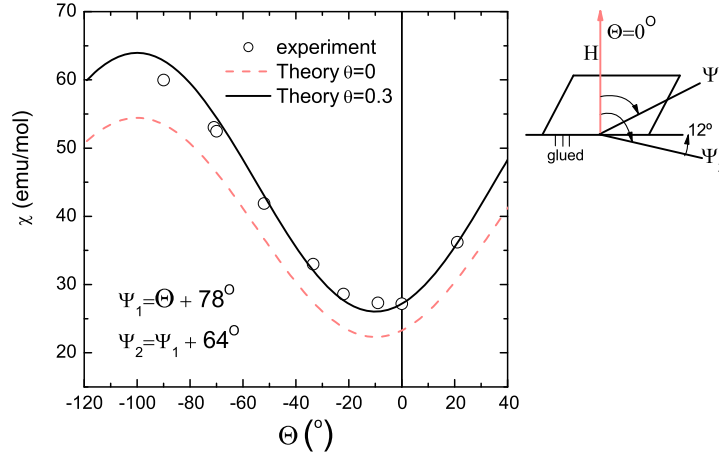 χ (emu/mol)
70
60
50
40
30
20
experiment
Theory θ=0
Theory θ=0.3
Ψ₁=Θ + 78°
Ψ₂=Ψ₁ + 64°
-120 -100 -80 -60 -40 -20 0 20 40
Θ (°)
Θ=0°
H
Ψ
12º
glued
Ψ